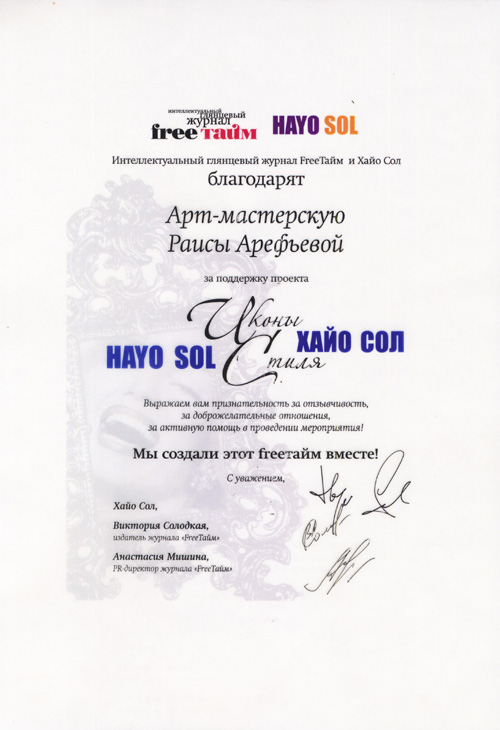 интеллектуальный
глянцевый
журнал
freeтайм
HAYO SOL
Интеллектуальный глянцевый журнал FreeТайм и Хайо Сол
благодарят
Арт-мастерскую
Раисы Арефьевой
за поддержку проекта
Иконы
Стиля
HAYO SOL
ХАЙО СОЛ
Выражаем вам признательность за отзывчивость,
за доброжелательные отношения,
за активную помощь в проведении мероприятия!
Мы создали этот freeтайм вместе!
С уважением,
Хайо Сол,
Виктория Солодкая,
издатель журнала «FreeТайм»
Анастасия Мишина,
PR-директор журнала «FreeТайм»